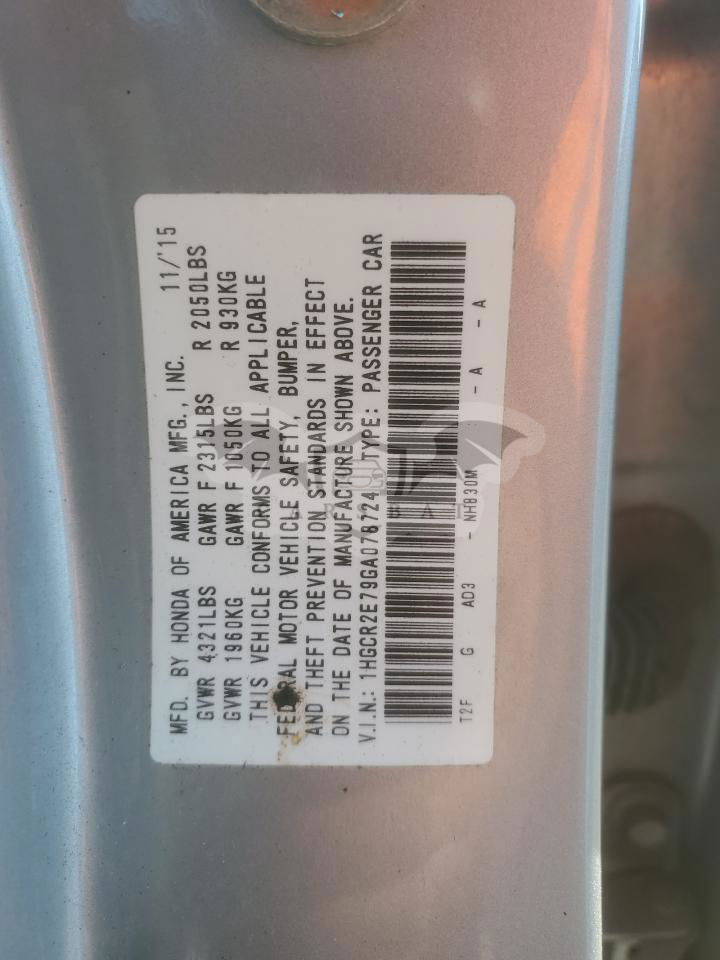 MFD. BY HONDA OF AMERICA MFG., INC. 11/'15
GVWR 4321LBS GAWR F 2315LBS R 2050LBS
GVWR 1960KG GAWR F 1050KG R 930KG
THIS VEHICLE CONFORMS TO ALL APPLICABLE
FEDERAL MOTOR VEHICLE SAFETY, BUMPER,
AND THEFT PREVENTION STANDARDS IN EFFECT
ON THE DATE OF MANUFACTURE SHOWN ABOVE.
V.I.N.: 1HGCR2E79GA078724 TYPE: PASSENGER CAR
T2F G AD3 - NH830M - A - A